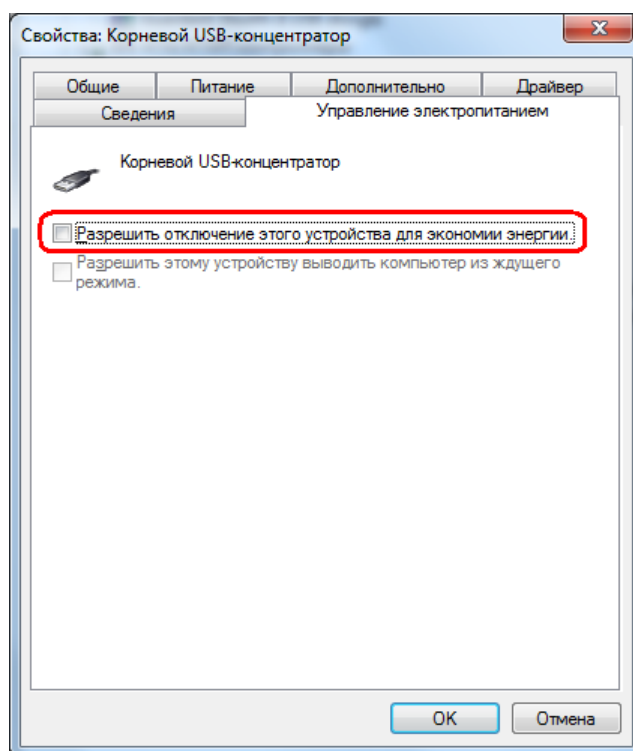 Свойства: Корневой USB-концентратор
Общие Питание Дополнительно Драйвер
Сведения Управление электропитанием
Корневой USB-концентратор
Разрешить отключение этого устройства для экономии энергии.
Разрешить этому устройству выводить компьютер из ждущего
режима.
OK Отмена